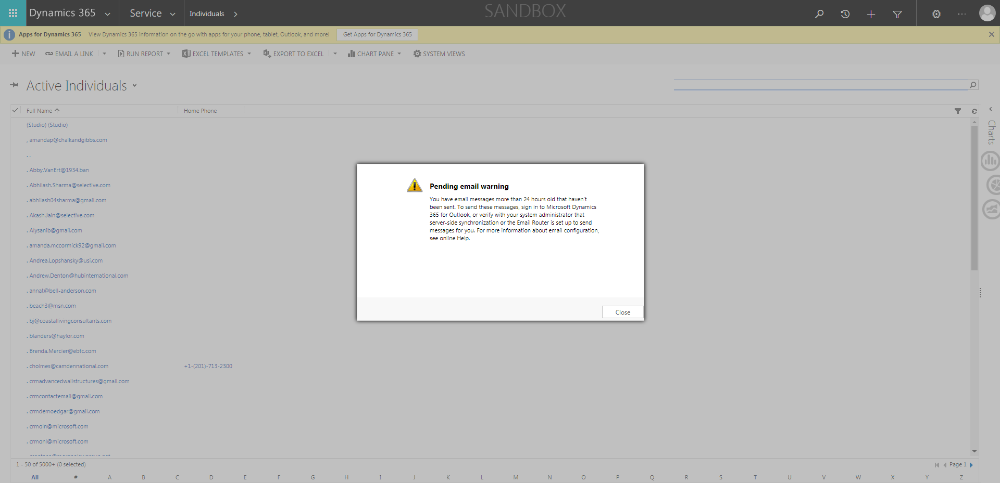 Dynamics 365
Service
Individuals
SANDBOX
Apps for Dynamics 365 View Dynamics 365 information on the go with apps for your phone, tablet, Outlook, and more! Get Apps for Dynamics 365
NEW EMAIL A LINK RUN REPORT EXCEL TEMPLATES EXPORT TO EXCEL CHART PANE SYSTEM VIEWS
Active Individuals
Full Name Home Phone
(Studio) (Studio)
, amandap@chalkandgibbs.com
. .
. Abby.VanErt@1934.ban
. Abhilash.Sharma@selective.com
. abhilash04sharma@gmail.com
. Akash.Jain@selective.com
. Alysanib@gmail.com
. amanda.mccormick92@gmail.com
. Andrea.Lopshansky@usi.com
. Andrew.Denton@hubinternational.com
. annat@bell-anderson.com
. beach3@msn.com
. bj@coastallivingconsultants.com
. blanders@haylor.com
. Brenda.Mercier@ebtc.com
. cholmes@camdennational.com +1-(201)-713-2300
. crmadvancedwallstructures@gmail.com
. crmcontactemail@gmail.com
. crmdemoedgar@gmail.com
. crmoln@microsoft.com
. crmonl@microsoft.com
Charts
Pending email warning
You have email messages more than 24 hours old that haven't
been sent. To send these messages, sign in to Microsoft Dynamics
365 for Outlook, or verify with your system administrator that
server-side synchronization or the Email Router is set up to send
messages for you. For more information about email configuration,
see online Help.
Close
1 - 50 of 5000+ (0 selected)
Page 1
All # A B C D E F G H I J K L M N O P Q R S T U V W X Y Z